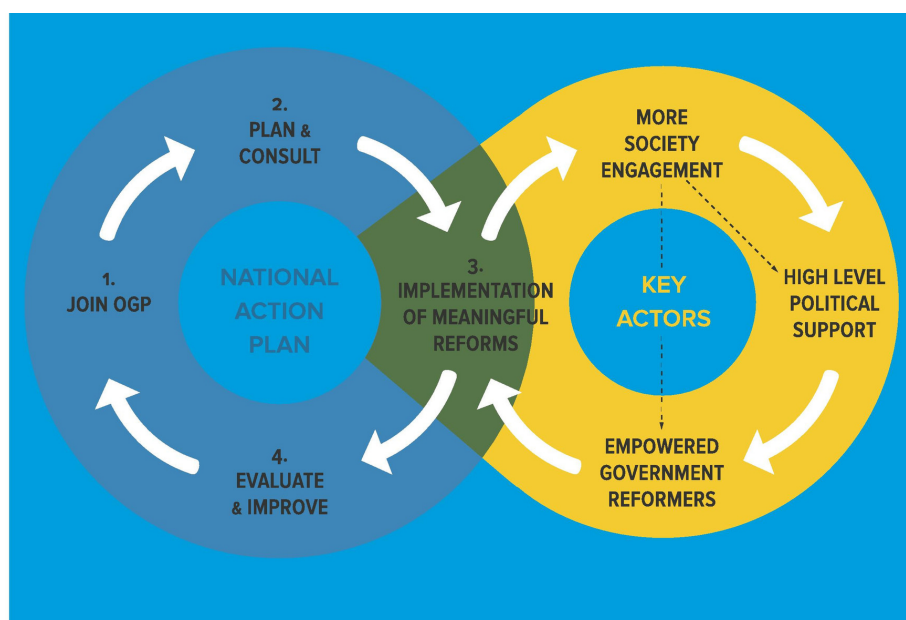 1.
JOIN OGP
2.
PLAN &
CONSULT
NATIONAL
ACTION
PLAN
3.
IMPLEMENTATION
OF MEANINGFUL
REFORMS
4.
EVALUATE
& IMPROVE
MORE
SOCIETY
ENGAGEMENT
KEY
ACTORS
HIGH LEVEL
POLITICAL
SUPPORT
EMPOWERED
GOVERNMENT
REFORMERS